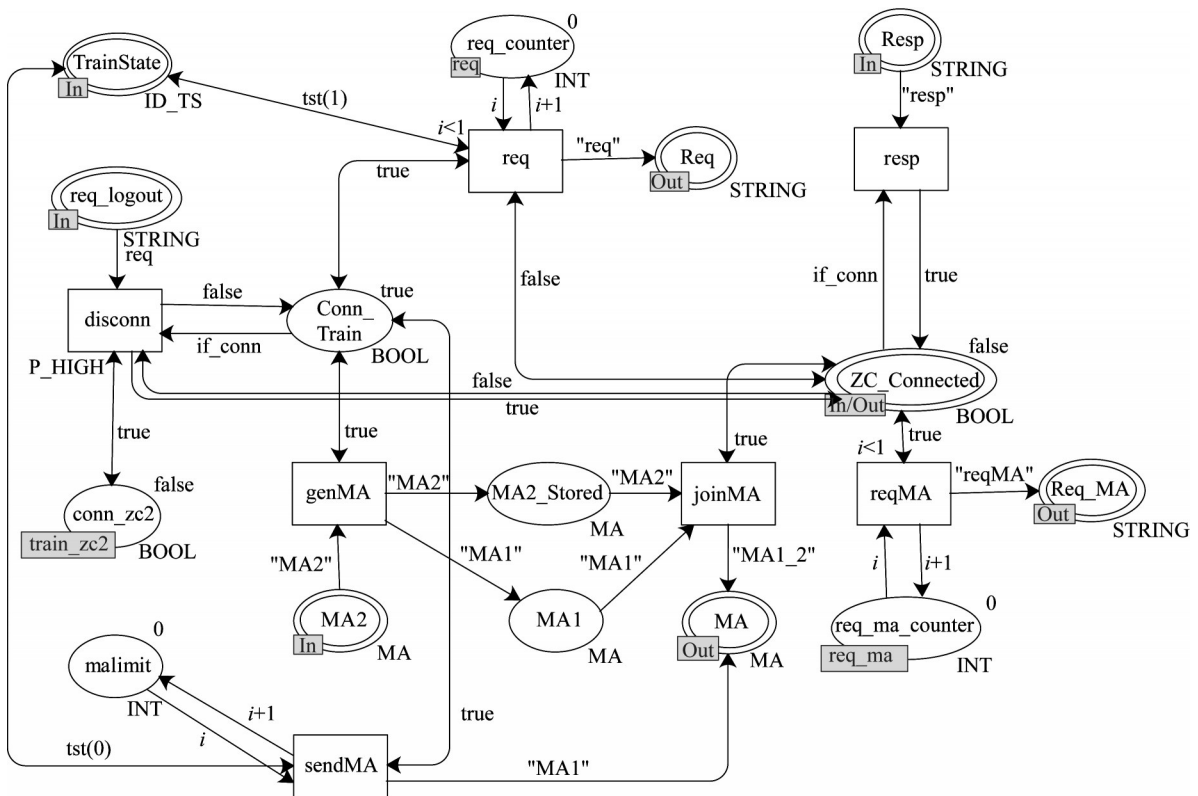 0
TrainState
In
ID_TS
req_counter
req
INT
Resp
In
STRING
"resp"
tst(1)
i
i+1
i<1
req
"req"
Req
Out
STRING
resp
true
req_logout
In
STRING
req
false
if_conn
true
disconn
P_HIGH
false
if_conn
Conn_
Train
true
BOOL
false
true
ZC_Connected
In/Out
false
BOOL
true
true
true
i<1
true
conn_zc2
train_zc2
false
BOOL
genMA
"MA2"
MA2_Stored
MA
"MA2"
joinMA
reqMA
"reqMA"
Req_MA
Out
STRING
"MA2"
"MA1"
"MA1"
"MA1_2"
i
i+1
MA2
In
MA
MA1
MA
MA
Out
MA
0
req_ma_counter
req_ma
INT
0
malimit
INT
i+1
i
true
tst(0)
sendMA
"MA1"